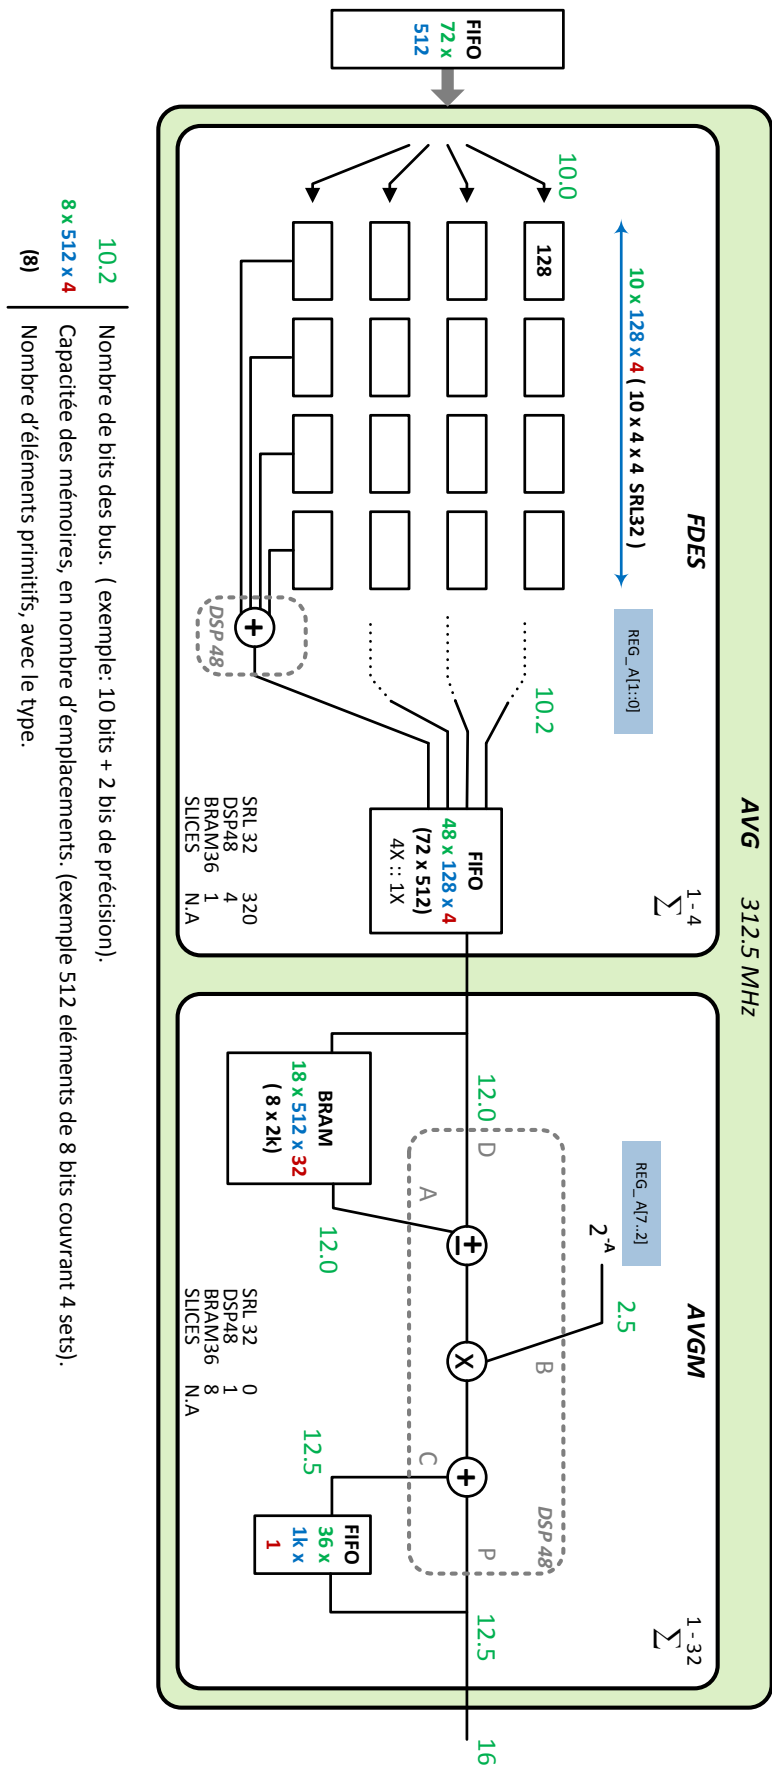 AVG 312.5 MHz
FIFO
72 x
512
FDES
∑ 1 - 4
10 x 128 x 4 ( 10 x 4 x 4 SRL32 )
REG_ A[1::0]
10.0
128
10.2
DSP 48
+
FIFO
48 x 128 x 4
(72 x 512)
4X :: 1X
SRL 32 320
DSP48 4
BRAM36 1
SLICES N.A
AVGM
∑ 1 - 32
REG_ A[7..2]
2-A
2.5
12.0
D
B
DSP 48
±
X
+
P
A
C
12.5
16
BRAM
18 x 512 x 32
( 8 x 2k)
12.0
12.5
FIFO
36 x
1k x
1
SRL 32 0
DSP48 1
BRAM36 8
SLICES N.A
10.2 Nombre de bits des bus. ( exemple: 10 bits + 2 bis de précision).
8 x 512 x 4 Capacitée des mémoires, en nombre d'emplacements. (exemple 512 eléments de 8 bits couvrant 4 sets).
(8) Nombre d'éléments primitifs, avec le type.